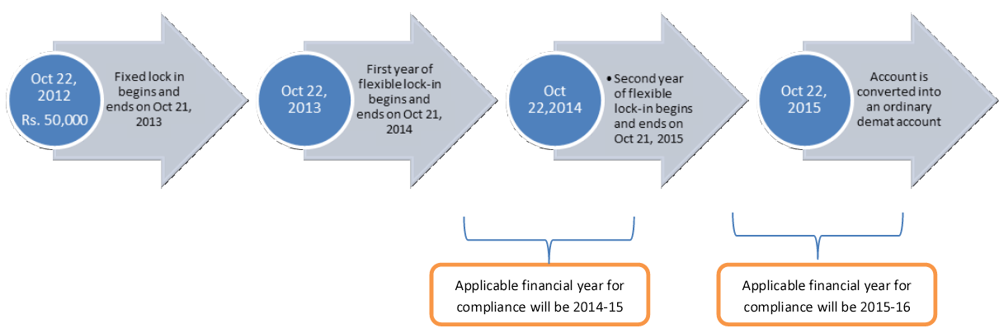 Oct 22,
2012
Rs. 50,000
Fixed lock in
begins and
ends on Oct 21,
2013
Oct 22,
2013
First year of
flexible lock-in
begins and
ends on Oct 21,
2014
Oct
22,2014
• Second year
of flexible
lock-in begins
and ends on
Oct 21, 2015
Oct 22,
2015
Account is
converted into
an ordinary
demat account
Applicable financial year for
compliance will be 2014-15
Applicable financial year for
compliance will be 2015-16